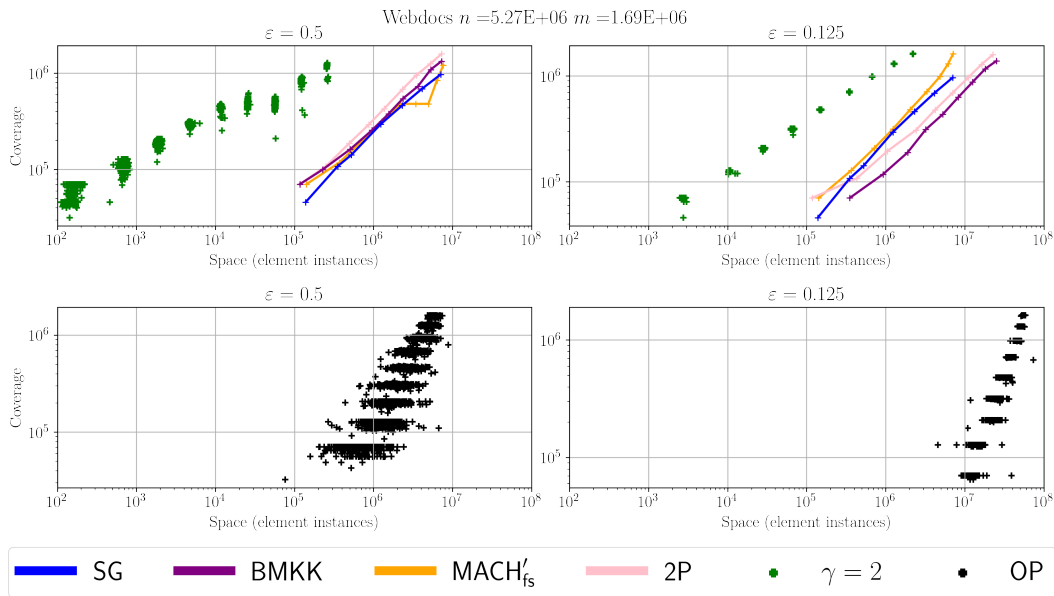 Webdocs n =5.27E+06 m =1.69E+06
ε = 0.5
ε = 0.125
Coverage
10^6
10^5
10^6
10^5
10^2 10^3 10^4 10^5 10^6 10^7 10^8
10^2 10^3 10^4 10^5 10^6 10^7 10^8
Space (element instances)
Space (element instances)
ε = 0.5
ε = 0.125
Coverage
10^6
10^5
10^6
10^5
10^2 10^3 10^4 10^5 10^6 10^7 10^8
10^2 10^3 10^4 10^5 10^6 10^7 10^8
Space (element instances)
Space (element instances)
SG BMKK MACH′_fs 2P γ = 2 OP